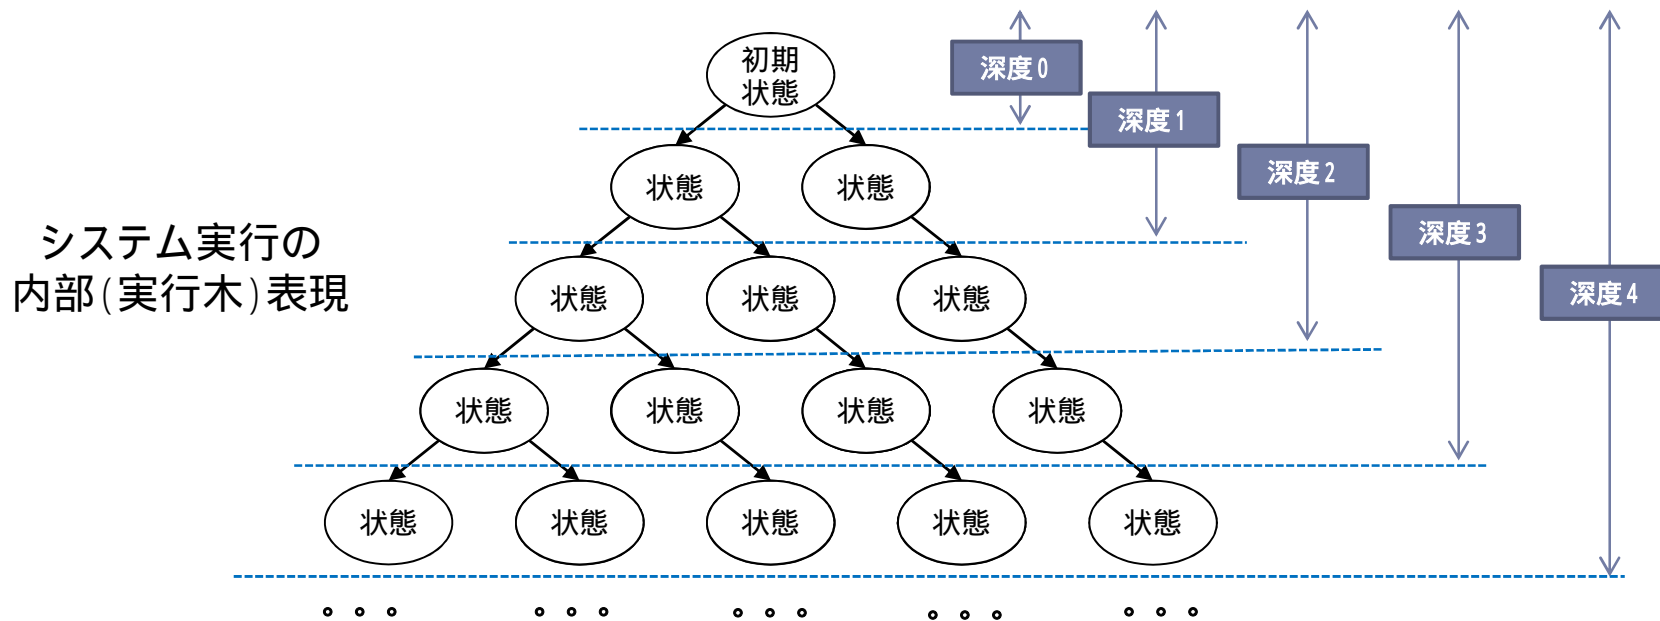 初期
状態
深度0
深度1
状態
状態
深度2
システム実行の
内部(実行木)表現
深度3
状態
状態
状態
深度4
状態
状態
状態
状態
状態
状態
状態
状態
状態